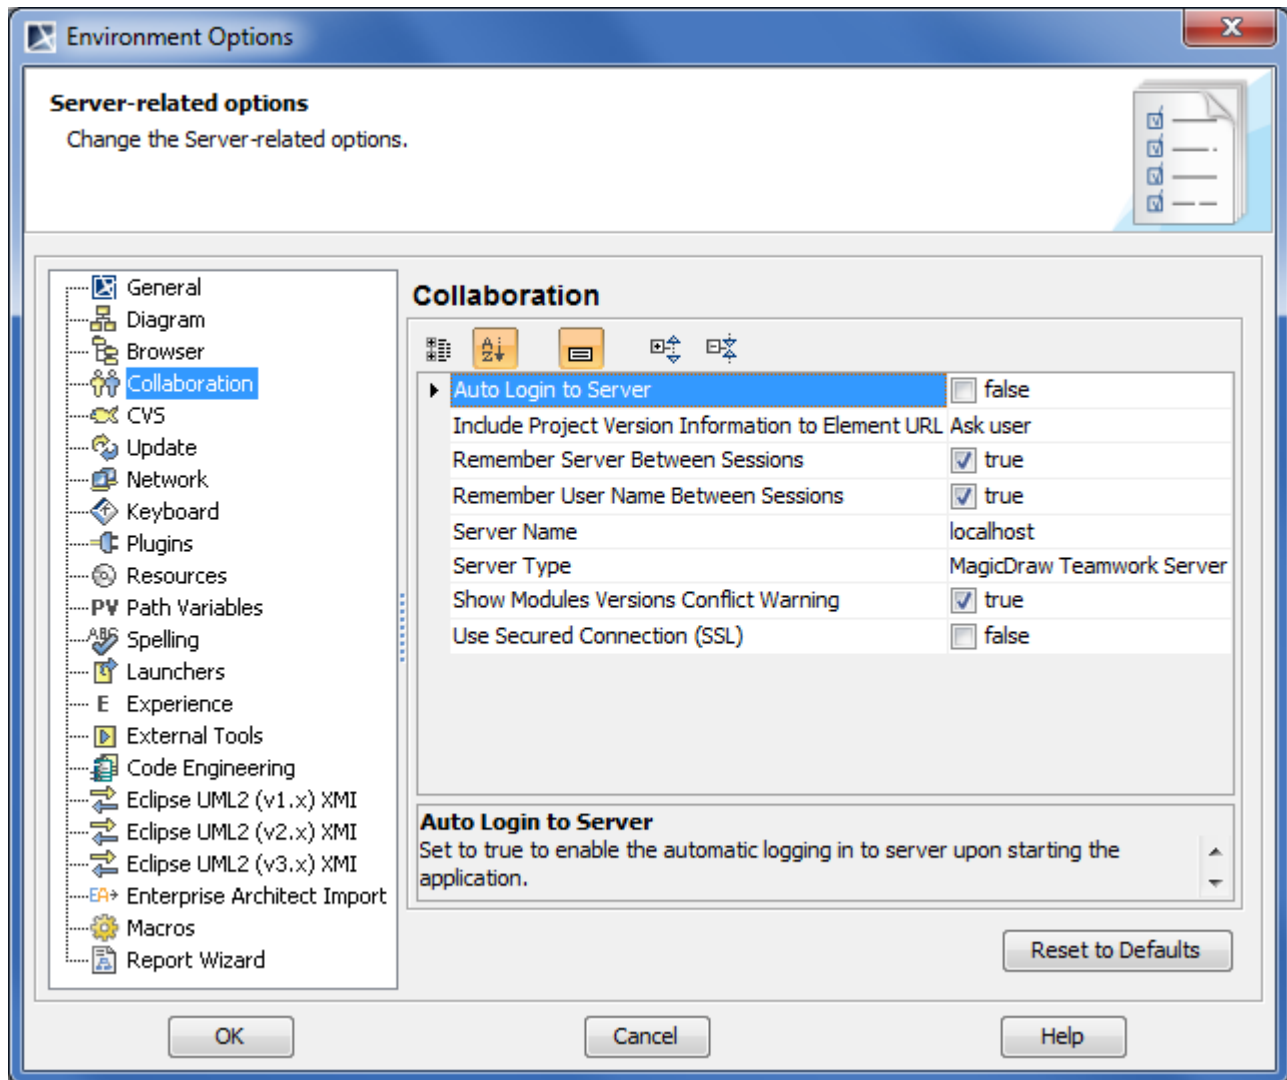 Environment Options
Server-related options
Change the Server-related options.
General
Diagram
Browser
Collaboration
CVS
Update
Network
Keyboard
Plugins
Resources
PV Path Variables
ABC Spelling
Launchers
E Experience
External Tools
Code Engineering
Eclipse UML2 (v1.x) XMI
Eclipse UML2 (v2.x) XMI
Eclipse UML2 (v3.x) XMI
EA Enterprise Architect Import
Macros
Report Wizard
Collaboration
A
Z
Auto Login to Server false
Include Project Version Information to Element URL Ask user
Remember Server Between Sessions true
Remember User Name Between Sessions true
Server Name localhost
Server Type MagicDraw Teamwork Server
Show Modules Versions Conflict Warning true
Use Secured Connection (SSL) false
Auto Login to Server
Set to true to enable the automatic logging in to server upon starting the
application.
Reset to Defaults
OK Cancel Help